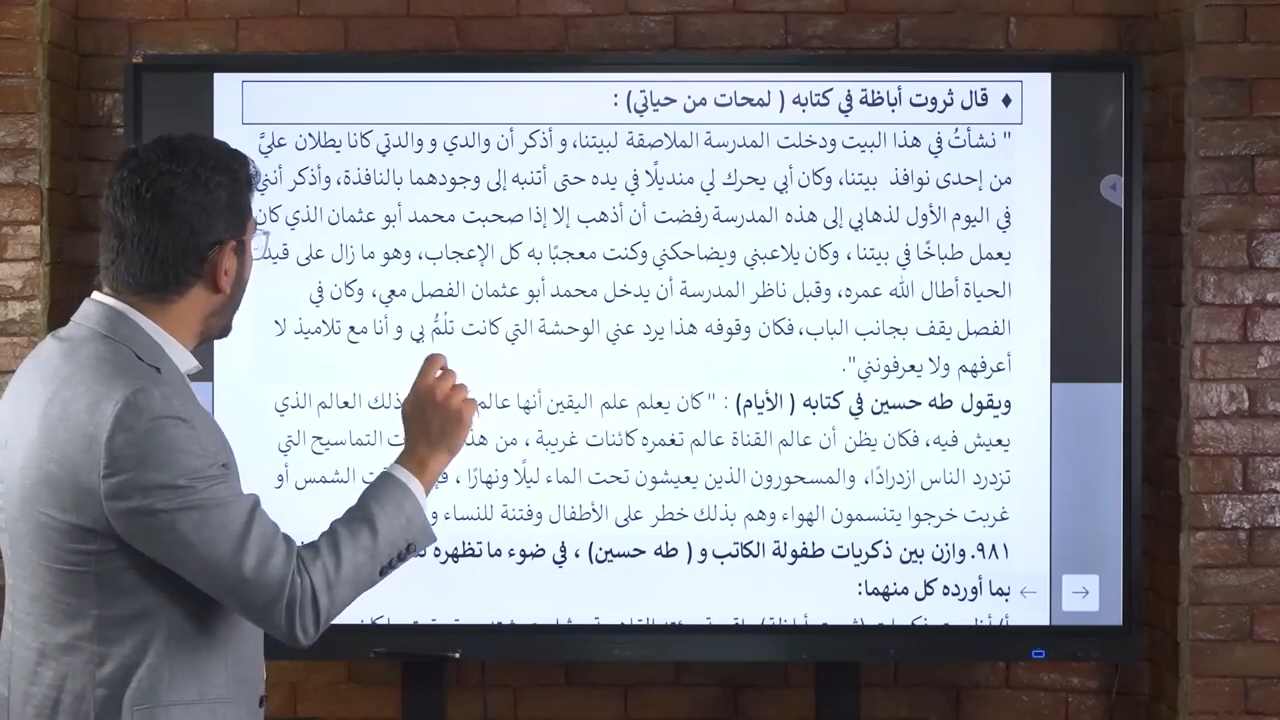 ♦ قال ثروت أباظة في كتابه ( لمحات من حياتي) :
" نشأتُ في هذا البيت ودخلت المدرسة الملاصقة لبيتنا، و أذكر أن والدي و والدتي كانا يطلان عليَّ
من إحدى نوافذ بيتنا، وكان أبي يحرك لي منديلًا في يده حتى أتنبه إلى وجودهما بالنافذة، وأذكر أنني
في اليوم الأول لذهابي إلى هذه المدرسة رفضت أن أذهب إلا إذا صحبت محمد أبو عثمان الذي كان
يعمل طباخًا في بيتنا ، وكان يلاعبني ويضاحكني وكنت معجبًا به كل الإعجاب، وهو ما زال على قيد
الحياة أطال الله عمره، وقبل ناظر المدرسة أن يدخل محمد أبو عثمان الفصل معي، وكان في
الفصل يقف بجانب الباب، فكان وقوفه هذا يرد عني الوحشة التي كانت تلُمُّ بي و أنا مع تلاميذ لا
أعرفهم ولا يعرفونني".
ويقول طه حسين في كتابه ( الأيام) : " كان يعلم علم اليقين أنها عالم ذلك العالم الذي
يعيش فيه، فكان يظن أن عالم القناة عالم تغمره كائنات غريبة ، من التماسيح التي
تزدرد الناس ازدرادًا، والمسحورون الذين يعيشون تحت الماء ليلًا ونهارًا ، الشمس أو
غربت خرجوا يتنسمون الهواء وهم بذلك خطر على الأطفال وفتنة للنساء
٩٨١. وازن بين ذكريات طفولة الكاتب و ( طه حسين) ، في ضوء ما تظهره
بما أورده كل منهما: